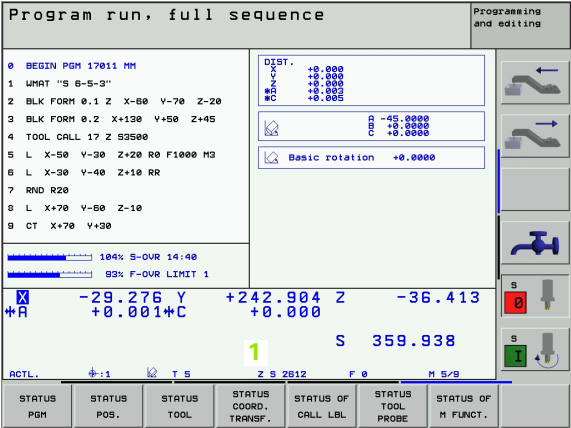 Program run, full sequence
Programming
and editing
0 BEGIN PGM 17011 MM
1 WMAT "S 6-5-3"
2 BLK FORM 0.1 Z X-60 Y-70 Z-20
3 BLK FORM 0.2 X+130 Y+50 Z+45
4 TOOL CALL 17 Z S3500
5 L X-50 Y-30 Z+20 R0 F1000 M3
6 L X-30 Y-40 Z+10 RR
7 RND R20
8 L X+70 Y-60 Z-10
9 CT X+70 Y+30
DIST.
X +0.000
Y +0.000
Z +0.000
*A +0.003
*C +0.005
A -45.0000
B +0.0000
C +0.0000
Basic rotation +0.0000
104% S-OVR 14:40
93% F-OVR LIMIT 1
X -29.276 Y +242.904 Z -36.413
A +0.001 C +0.000
1
S 359.938
ACTL. :1 T 5 Z S 2612 F 0 M 5/9
S
0
S
I
STATUS
PGM
STATUS
POS.
STATUS
TOOL
STATUS
COORD.
TRANSF.
STATUS OF
CALL LBL
STATUS
TOOL
PROBE
STATUS OF
M FUNCT.